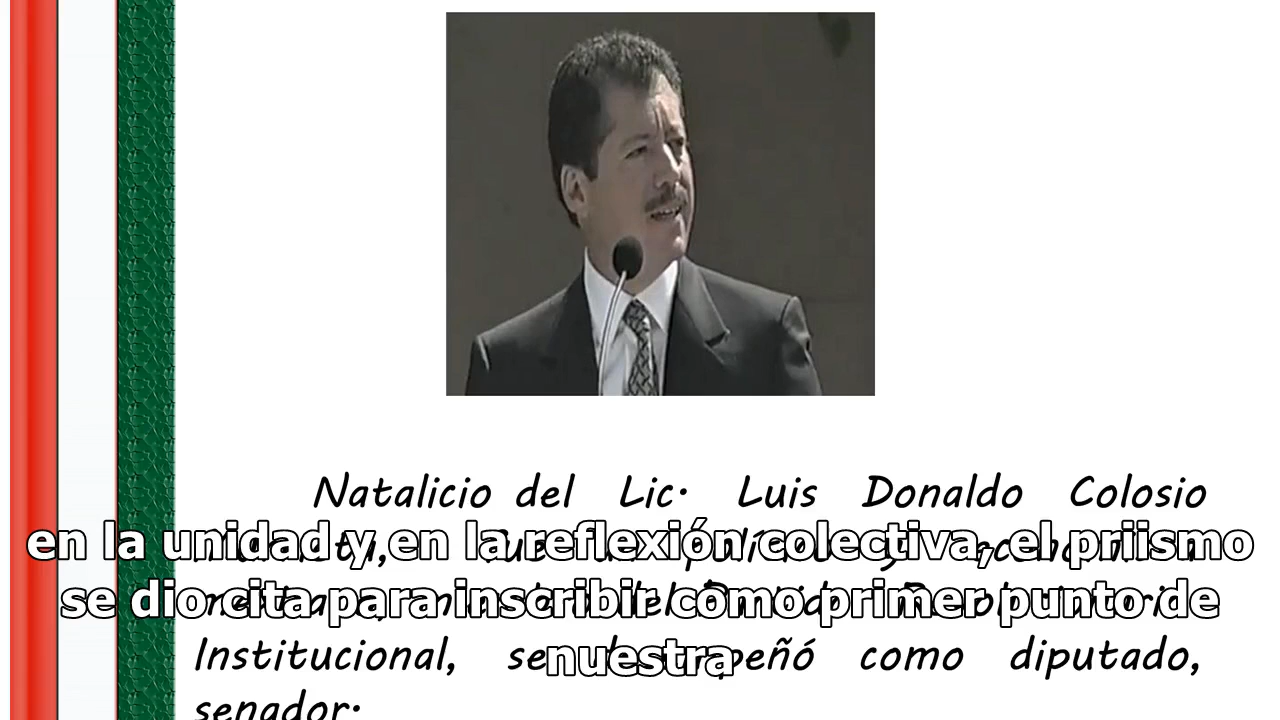 Natalicio del Lic. Luis Donaldo Colosio
en la unidad y en la reflexión colectiva, el priismo
se dio cita para inscribir como primer punto de
nuestra
Institucional, se desempeñó como diputado,
senador.